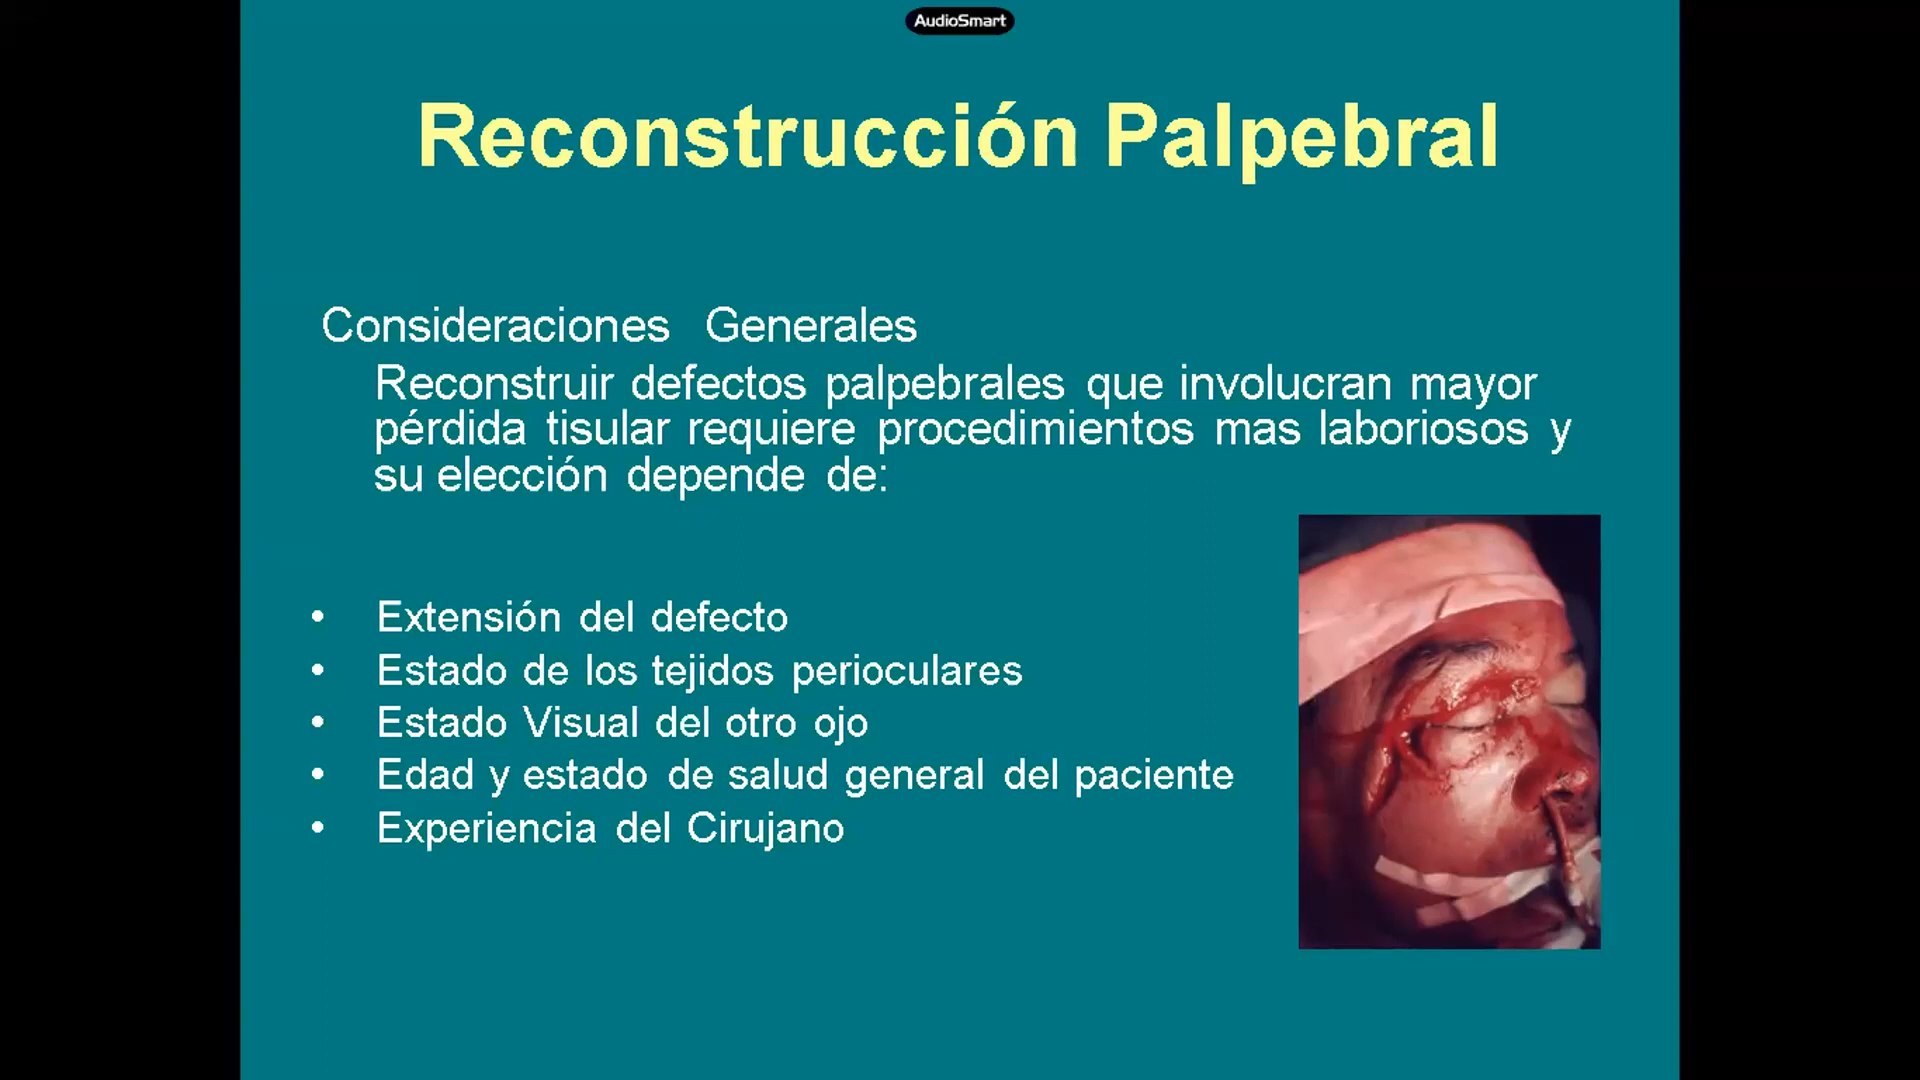 AudioSmart
Reconstrucción Palpebral
Consideraciones Generales
Reconstruir defectos palpebrales que involucran mayor
pérdida tisular requiere procedimientos mas laboriosos y
su elección depende de:
• Extensión del defecto
• Estado de los tejidos perioculares
• Estado Visual del otro ojo
• Edad y estado de salud general del paciente
• Experiencia del Cirujano